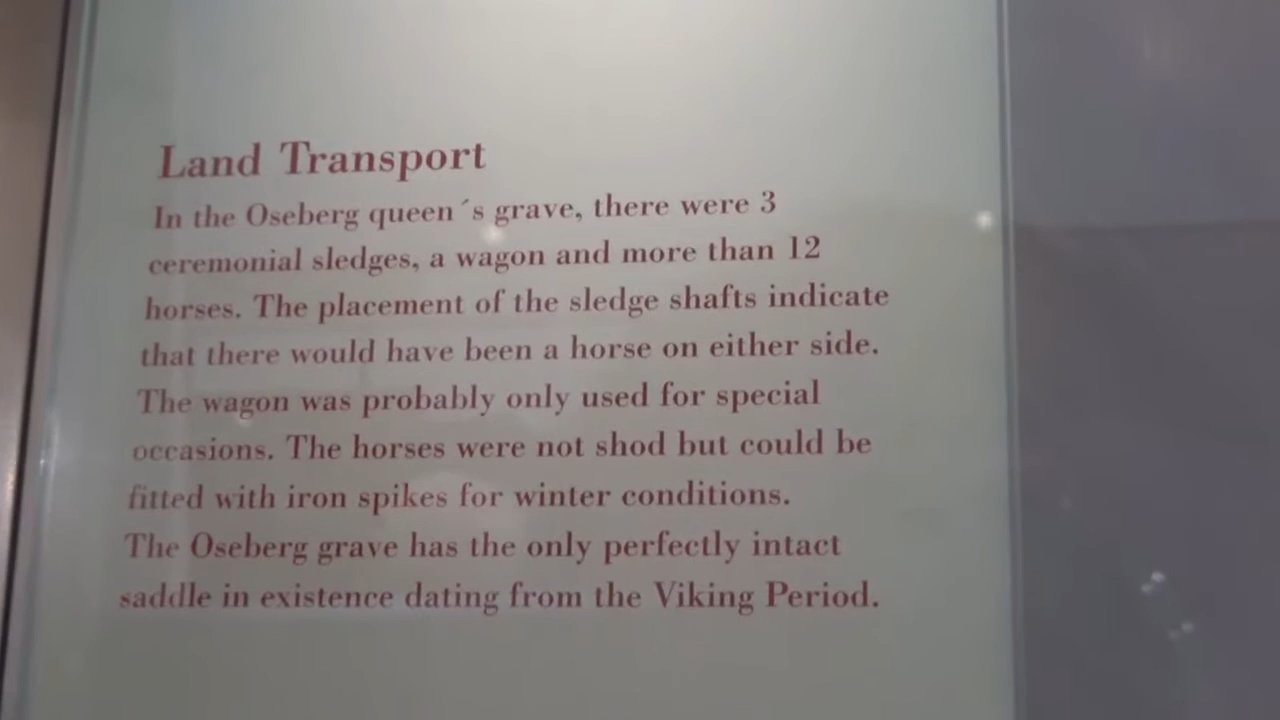 Land Transport
In the Oseberg queen´s grave, there were 3
ceremonial sledges, a wagon and more than 12
horses. The placement of the sledge shafts indicate
that there would have been a horse on either side.
The wagon was probably only used for special
occasions. The horses were not shod but could be
fitted with iron spikes for winter conditions.
The Oseberg grave has the only perfectly intact
saddle in existence dating from the Viking Period.